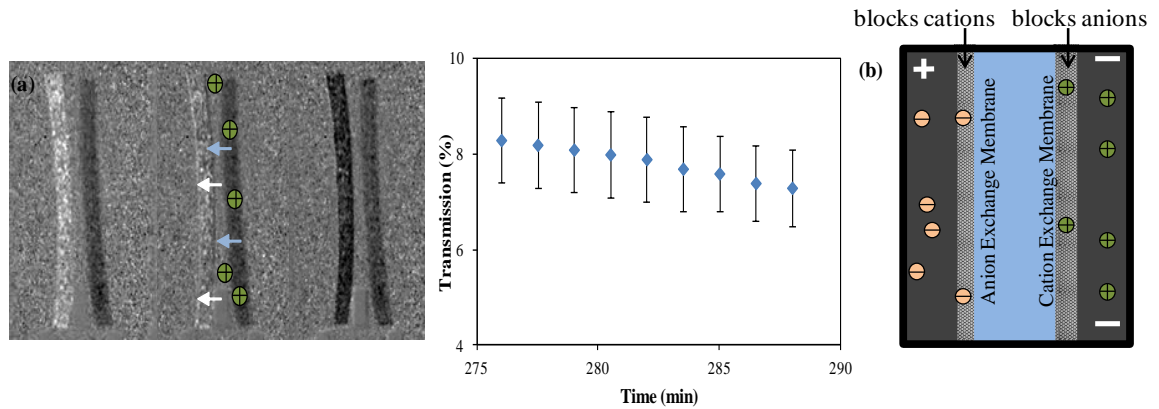 blocks cations
blocks anions
(a)
10
8
6
4
275
280
285
290
Transmission (%)
Time (min)
(b)
+
−
Anion Exchange Membrane
Cation Exchange Membrane
−